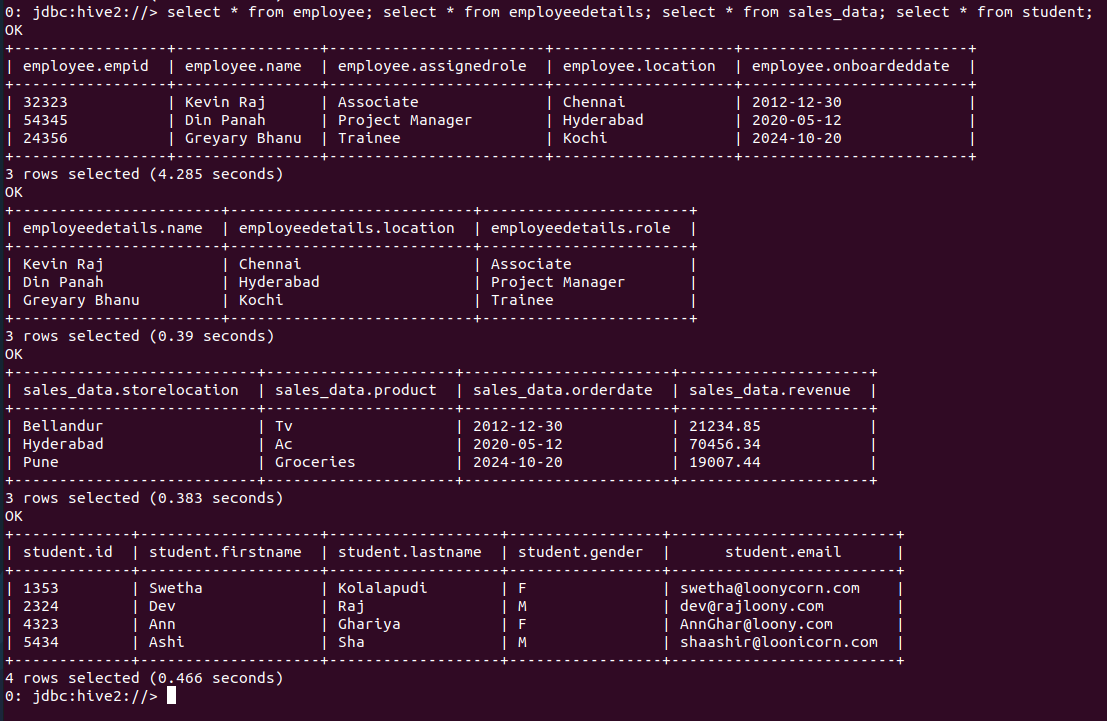 0: jdbc:hive2://> select * from employee; select * from employeedetails; select * from sales_data; select * from student;
OK
+-----------------+----------------+------------------------+--------------------+-------------------------+
| employee.empid  | employee.name  | employee.assignedrole  | employee.location  | employee.onboardeddate  |
+-----------------+----------------+------------------------+--------------------+-------------------------+
| 32323           | Kevin Raj      | Associate              | Chennai            | 2012-12-30              |
| 54345           | Din Panah      | Project Manager        | Hyderabad          | 2020-05-12              |
| 24356           | Greyary Bhanu  | Trainee                | Kochi              | 2024-10-20              |
+-----------------+----------------+------------------------+--------------------+-------------------------+
3 rows selected (4.285 seconds)
OK
+-----------------------+---------------------------+-----------------------+
| employeedetails.name  | employeedetails.location  | employeedetails.role  |
+-----------------------+---------------------------+-----------------------+
| Kevin Raj             | Chennai                   | Associate             |
| Din Panah             | Hyderabad                 | Project Manager       |
| Greyary Bhanu         | Kochi                     | Trainee               |
+-----------------------+---------------------------+-----------------------+
3 rows selected (0.39 seconds)
OK
+---------------------------+---------------------+-----------------------+---------------------+
| sales_data.storelocation  | sales_data.product  | sales_data.orderdate  | sales_data.revenue  |
+---------------------------+---------------------+-----------------------+---------------------+
| Bellandur                 | Tv                  | 2012-12-30            | 21234.85            |
| Hyderabad                 | Ac                  | 2020-05-12            | 70456.34            |
| Pune                      | Groceries           | 2024-10-20            | 19007.44            |
+---------------------------+---------------------+-----------------------+---------------------+
3 rows selected (0.383 seconds)
OK
+-------------+--------------------+-------------------+-----------------+-------------------------+
| student.id  | student.firstname  | student.lastname  | student.gender  |      student.email      |
+-------------+--------------------+-------------------+-----------------+-------------------------+
| 1353        | Swetha             | Kolalapudi        | F               | swetha@loonycorn.com    |
| 2324        | Dev                | Raj               | M               | dev@rajloony.com        |
| 4323        | Ann                | Ghariya           | F               | AnnGhar@loony.com       |
| 5434        | Ashi               | Sha               | M               | shaashir@loonicorn.com  |
+-------------+--------------------+-------------------+-----------------+-------------------------+
4 rows selected (0.466 seconds)
0: jdbc:hive2://>